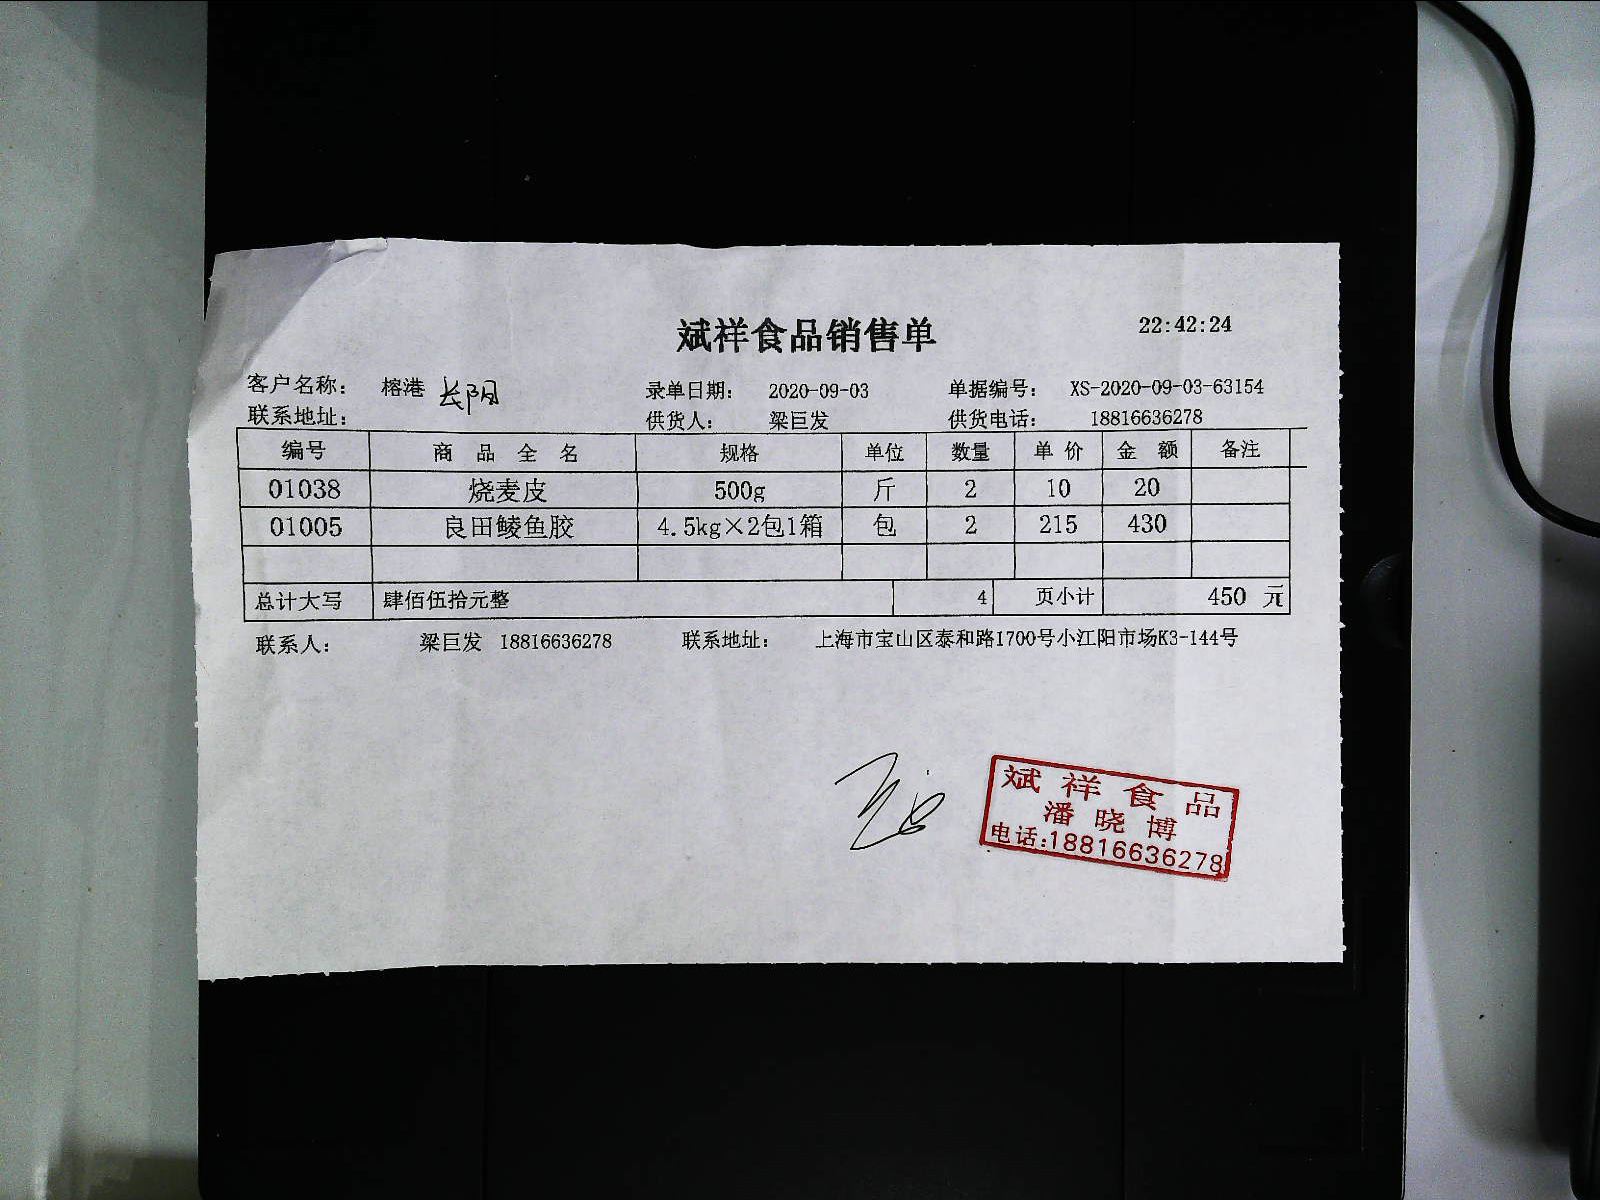 斌祥食品销售单 22:42:24
客户名称： 榕港 长阳 录单日期： 2020-09-03 单据编号： XS-2020-09-03-63154
联系地址： 供货人： 梁巨发 供货电话： 18816636278
编号 商品全名 规格 单位 数量 单价 金额 备注
01038 烧麦皮 500g 斤 2 10 20
01005 良田鲮鱼胶 4.5kg×2包1箱 包 2 215 430
总计大写 肆佰伍拾元整 4 页小计 450 元
联系人： 梁巨发 18816636278 联系地址： 上海市宝山区泰和路1700号小江阳市场K3-144号
斌祥食品
潘晓博
电话:18816636278